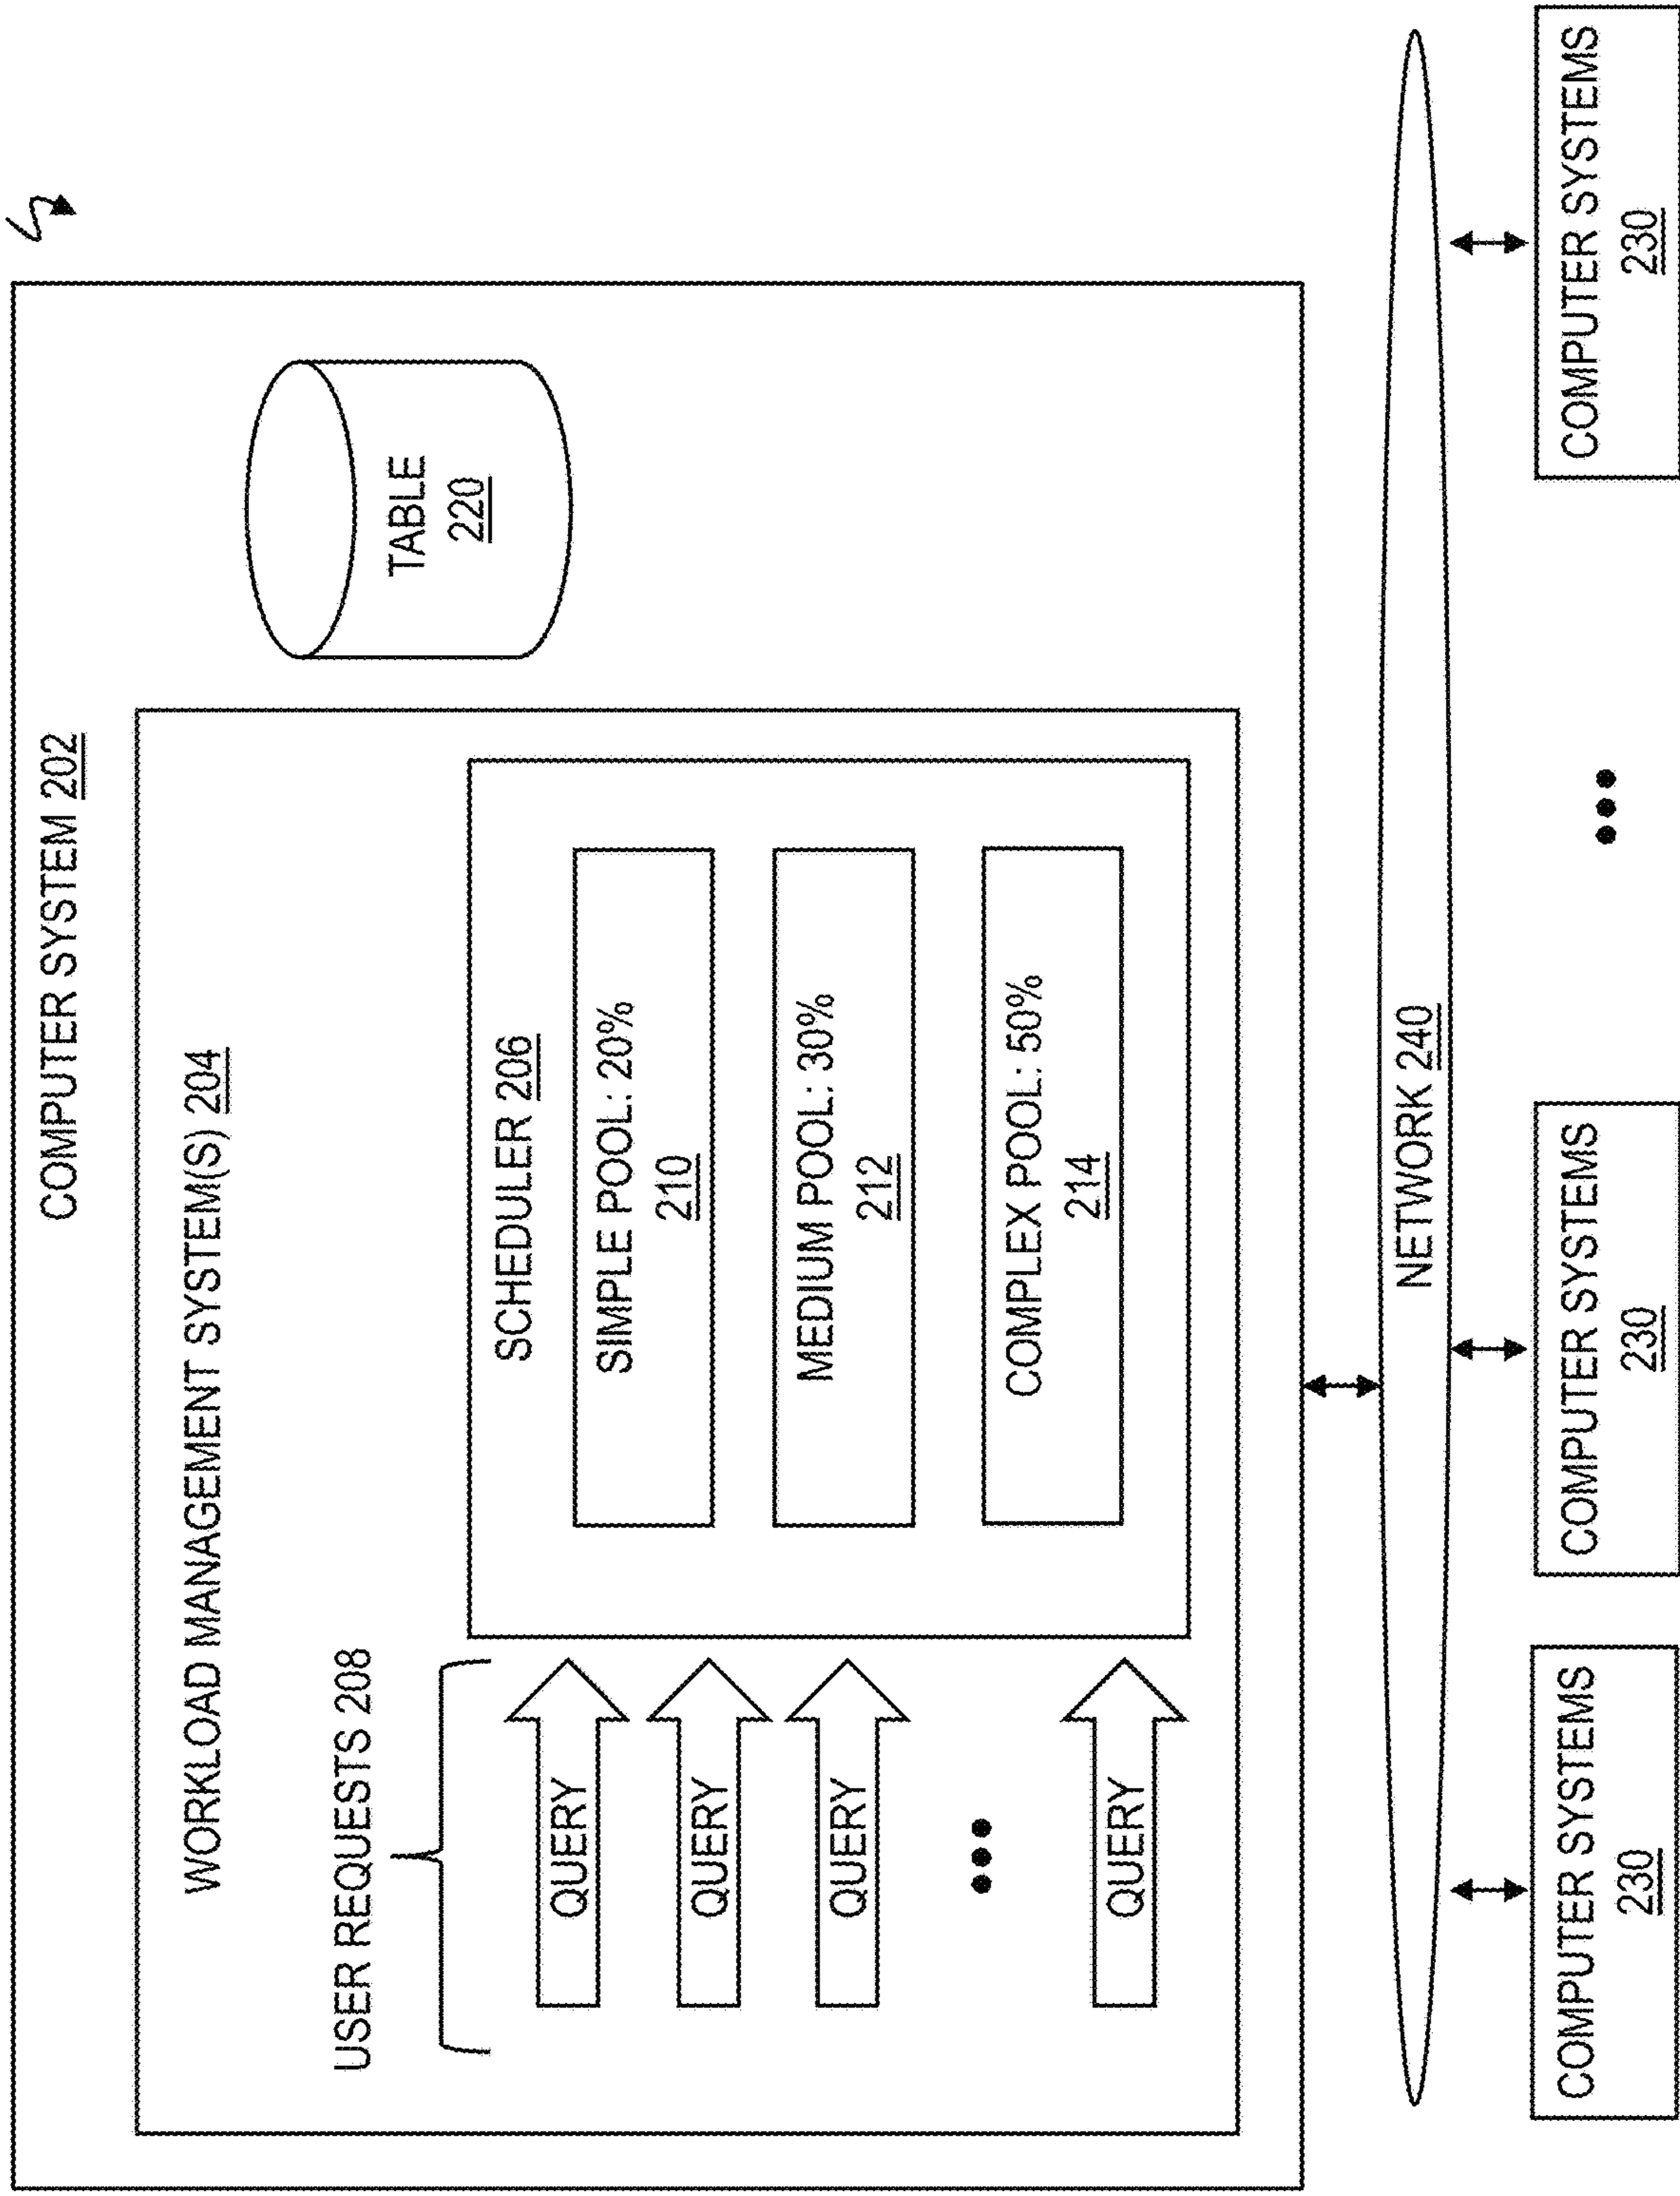 COMPUTER SYSTEM 202
WORKLOAD MANAGEMENT SYSTEM(S) 204
USER REQUESTS 208
QUERY
QUERY
QUERY
QUERY
SCHEDULER 206
SIMPLE POOL: 20%
210
MEDIUM POOL: 30%
212
COMPLEX POOL: 50%
214
TABLE
220
NETWORK 240
COMPUTER SYSTEMS
230
COMPUTER SYSTEMS
230
COMPUTER SYSTEMS
230